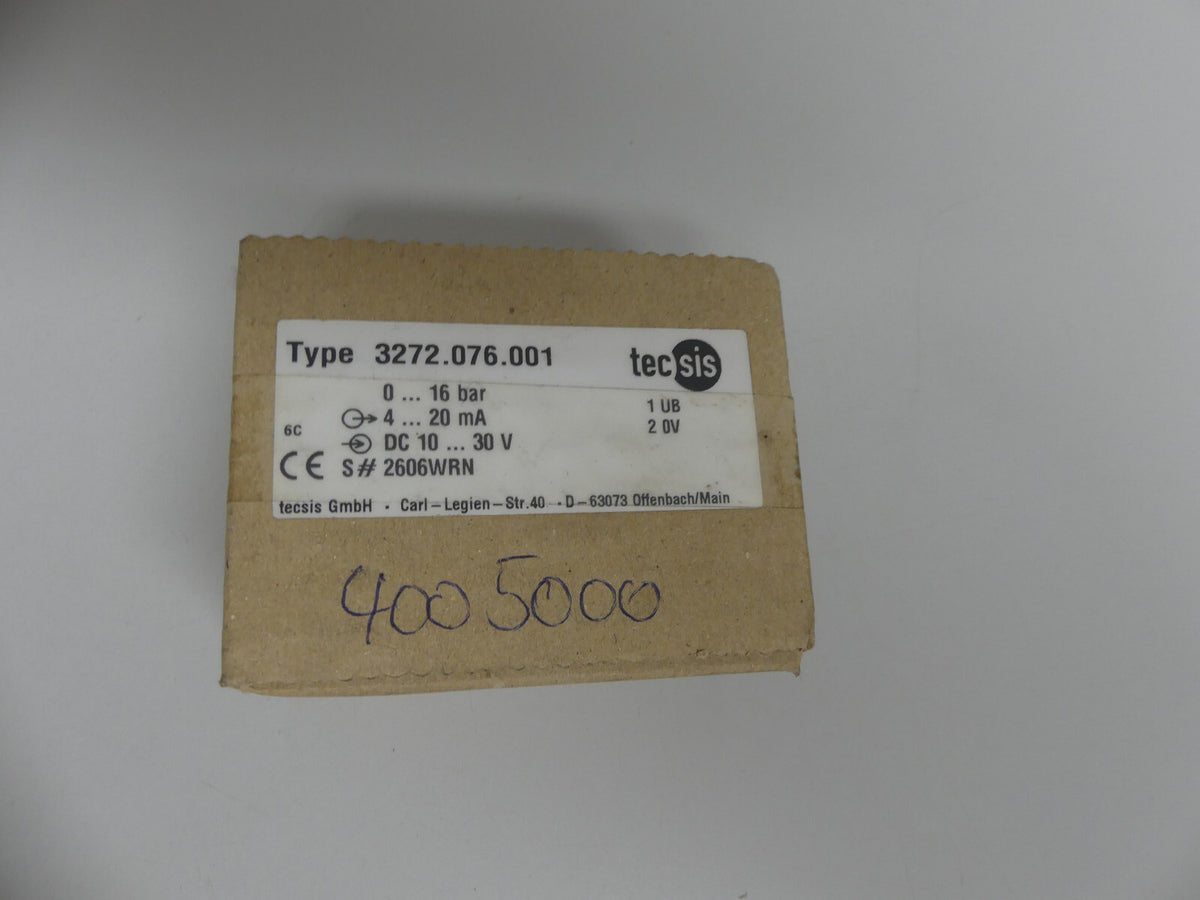 Type 3272.076.001 tecsis
0 ... 16 bar
4 ... 20 mA 1 UB
6C DC 10 ... 30 V 2 0V
CE S# 2606WRN
tecsis GmbH · Carl–Legien–Str.40 · D–63073 Offenbach/Main
4005000